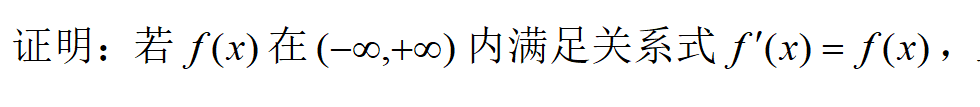 证明：若 f(x) 在 (−∞,+∞) 内满足关系式 f′(x) = f(x)，